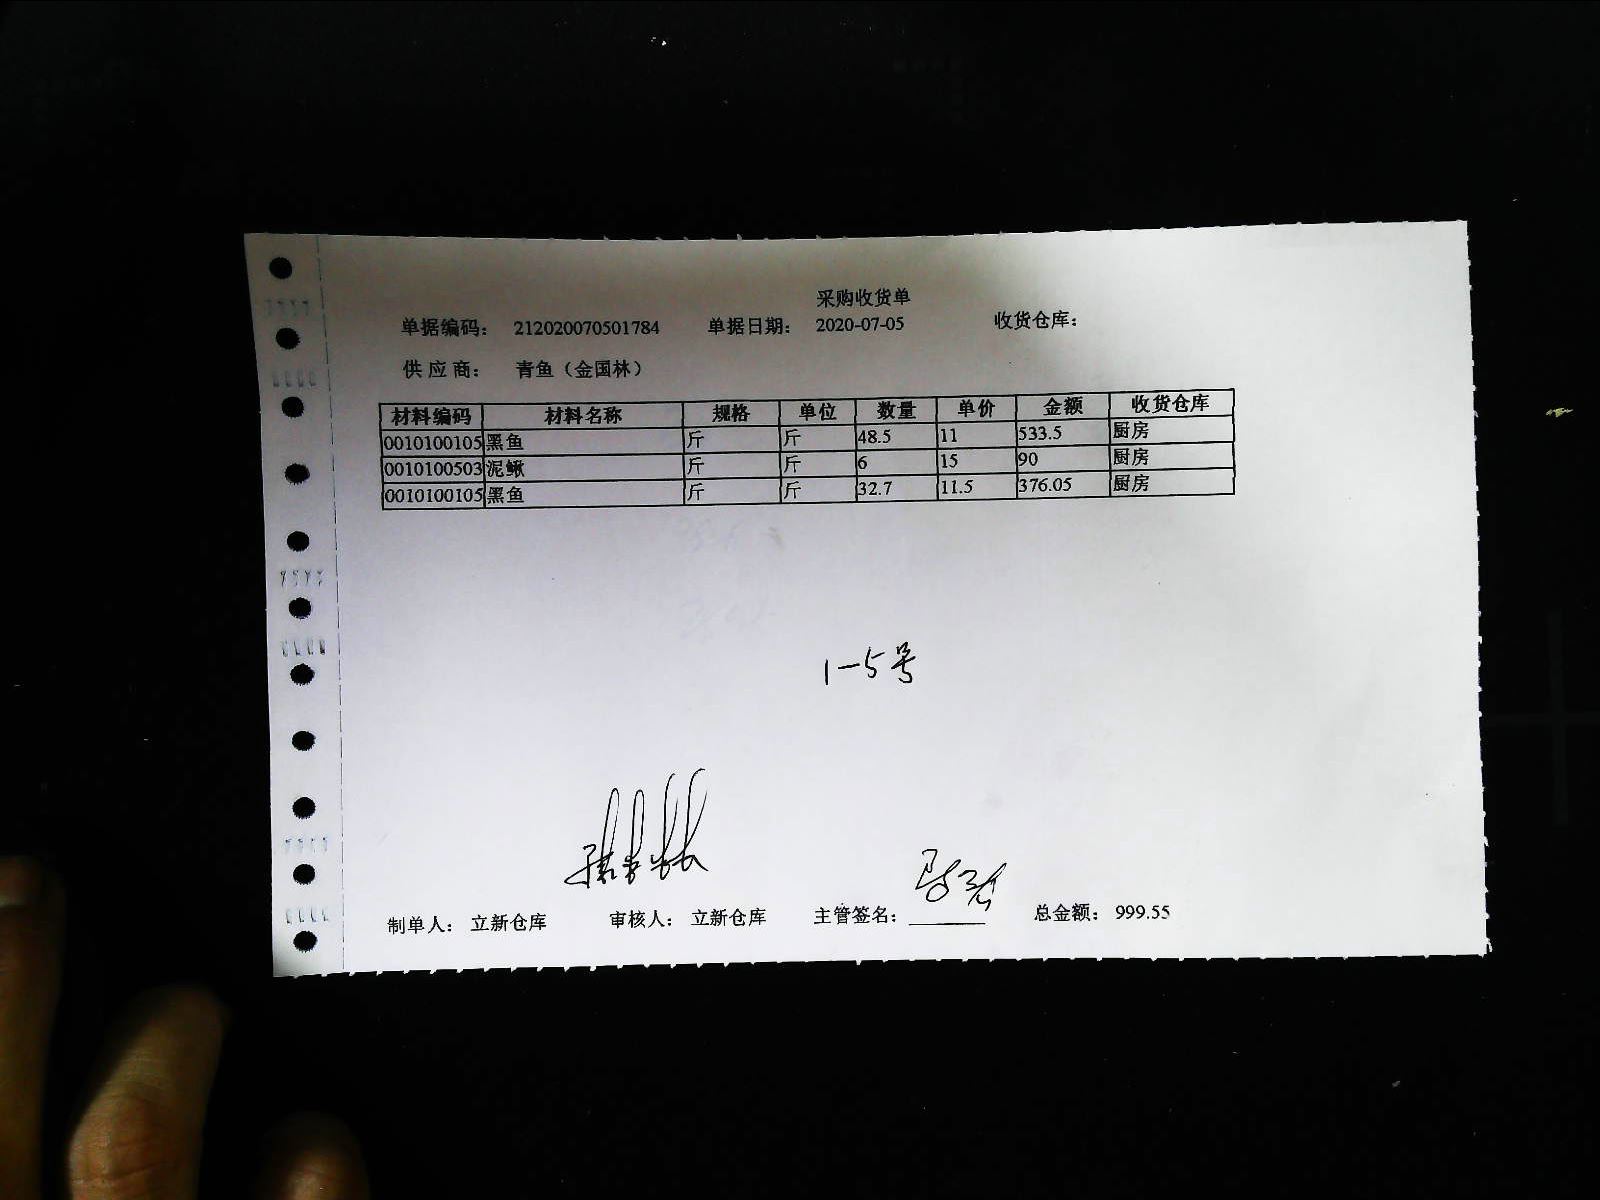 采购收货单
单据编码： 212020070501784 单据日期： 2020-07-05 收货仓库：
供应商： 青鱼（金国林）
材料编码 材料名称 规格 单位 数量 单价 金额 收货仓库
0010100105 黑鱼 斤 斤 48.5 11 533.5 厨房
0010100503 泥鳅 斤 斤 6 15 90 厨房
0010100105 黑鱼 斤 斤 32.7 11.5 376.05 厨房
1-5号
制单人： 立新仓库 审核人： 立新仓库 主管签名： 总金额： 999.55